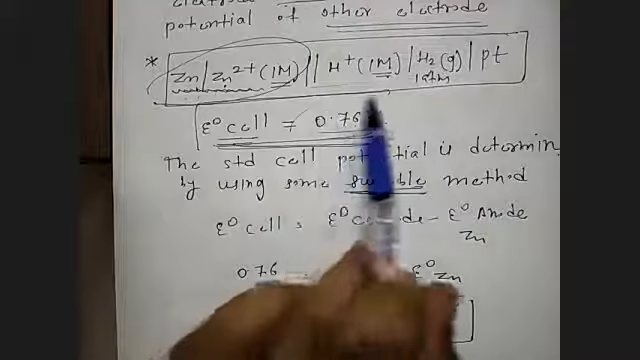 potential of other electrode
* Zn | Zn2+ (1M) || H+ (1M) | H2 (g) | pt
1atm
ε° cell = 0.76
The std cell potential is determin
by using some suitable method
ε° cell = ε° Anode
Zn
0.76 ε° Zn